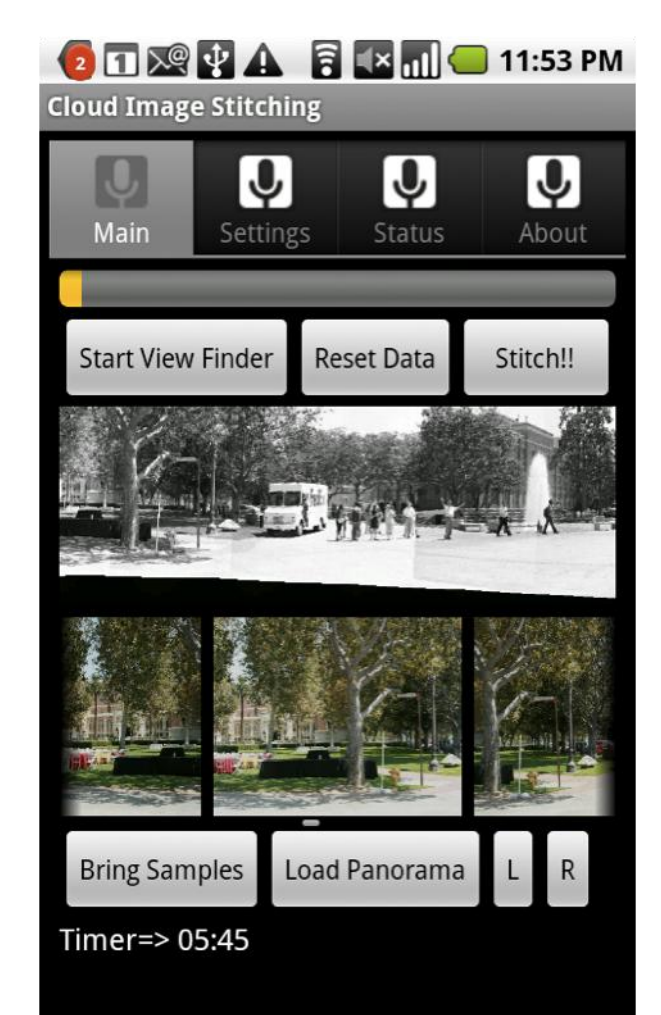 2 1 @ 11:53 PM
Cloud Image Stitching
Main Settings Status About
Start View Finder Reset Data Stitch!!
Bring Samples Load Panorama L R
Timer=> 05:45